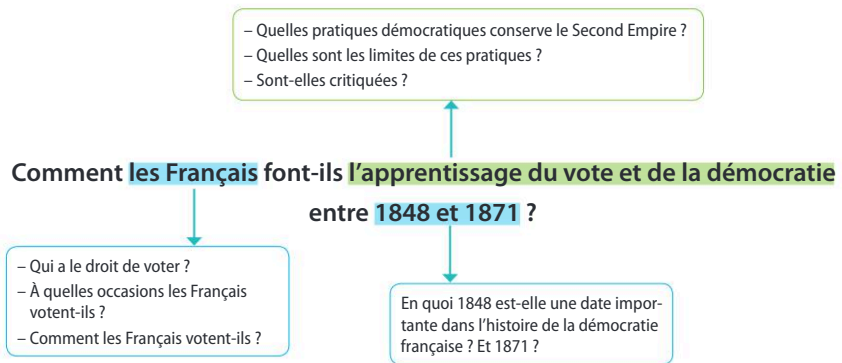 – Quelles pratiques démocratiques conserve le Second Empire ?
– Quelles sont les limites de ces pratiques ?
– Sont-elles critiquées ?
Comment les Français font-ils l'apprentissage du vote et de la démocratie
entre 1848 et 1871 ?
– Qui a le droit de voter ?
– À quelles occasions les Français
votent-ils ?
– Comment les Français votent-ils ?
En quoi 1848 est-elle une date impor-
tante dans l'histoire de la démocratie
française ? Et 1871 ?